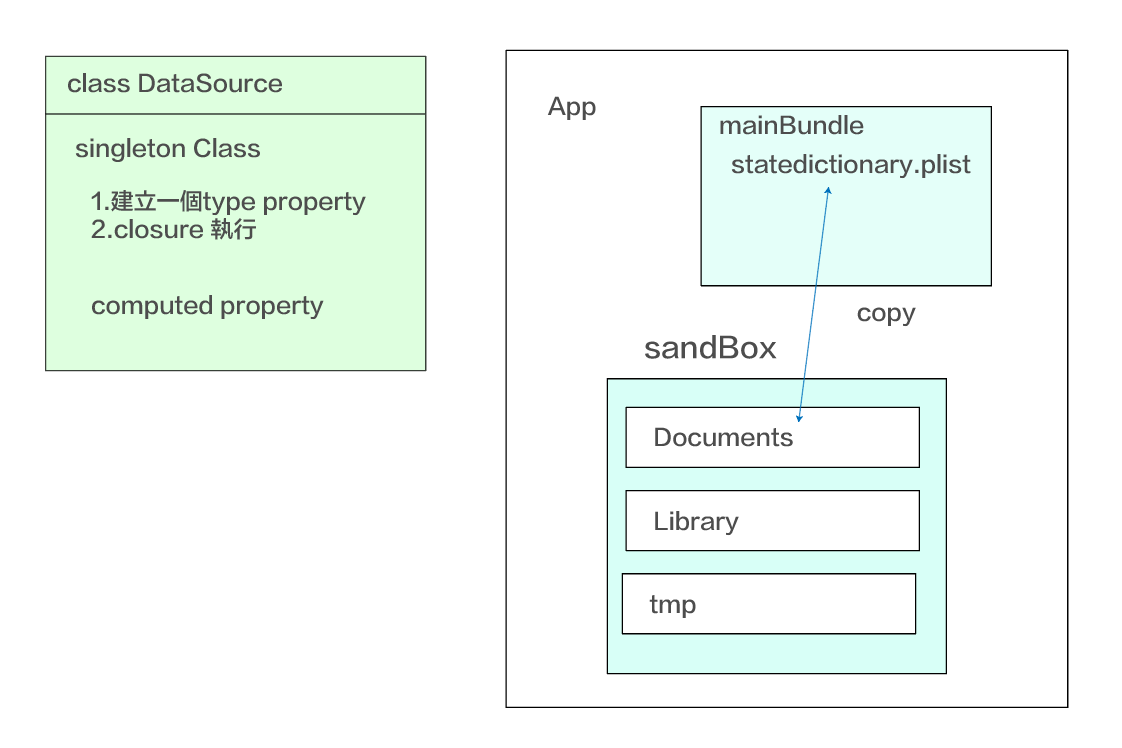 class DataSource
singleton Class
1.建立一個type property
2.closure 執行
computed property
App
mainBundle
statedictionary.plist
copy
sandBox
Documents
Library
tmp